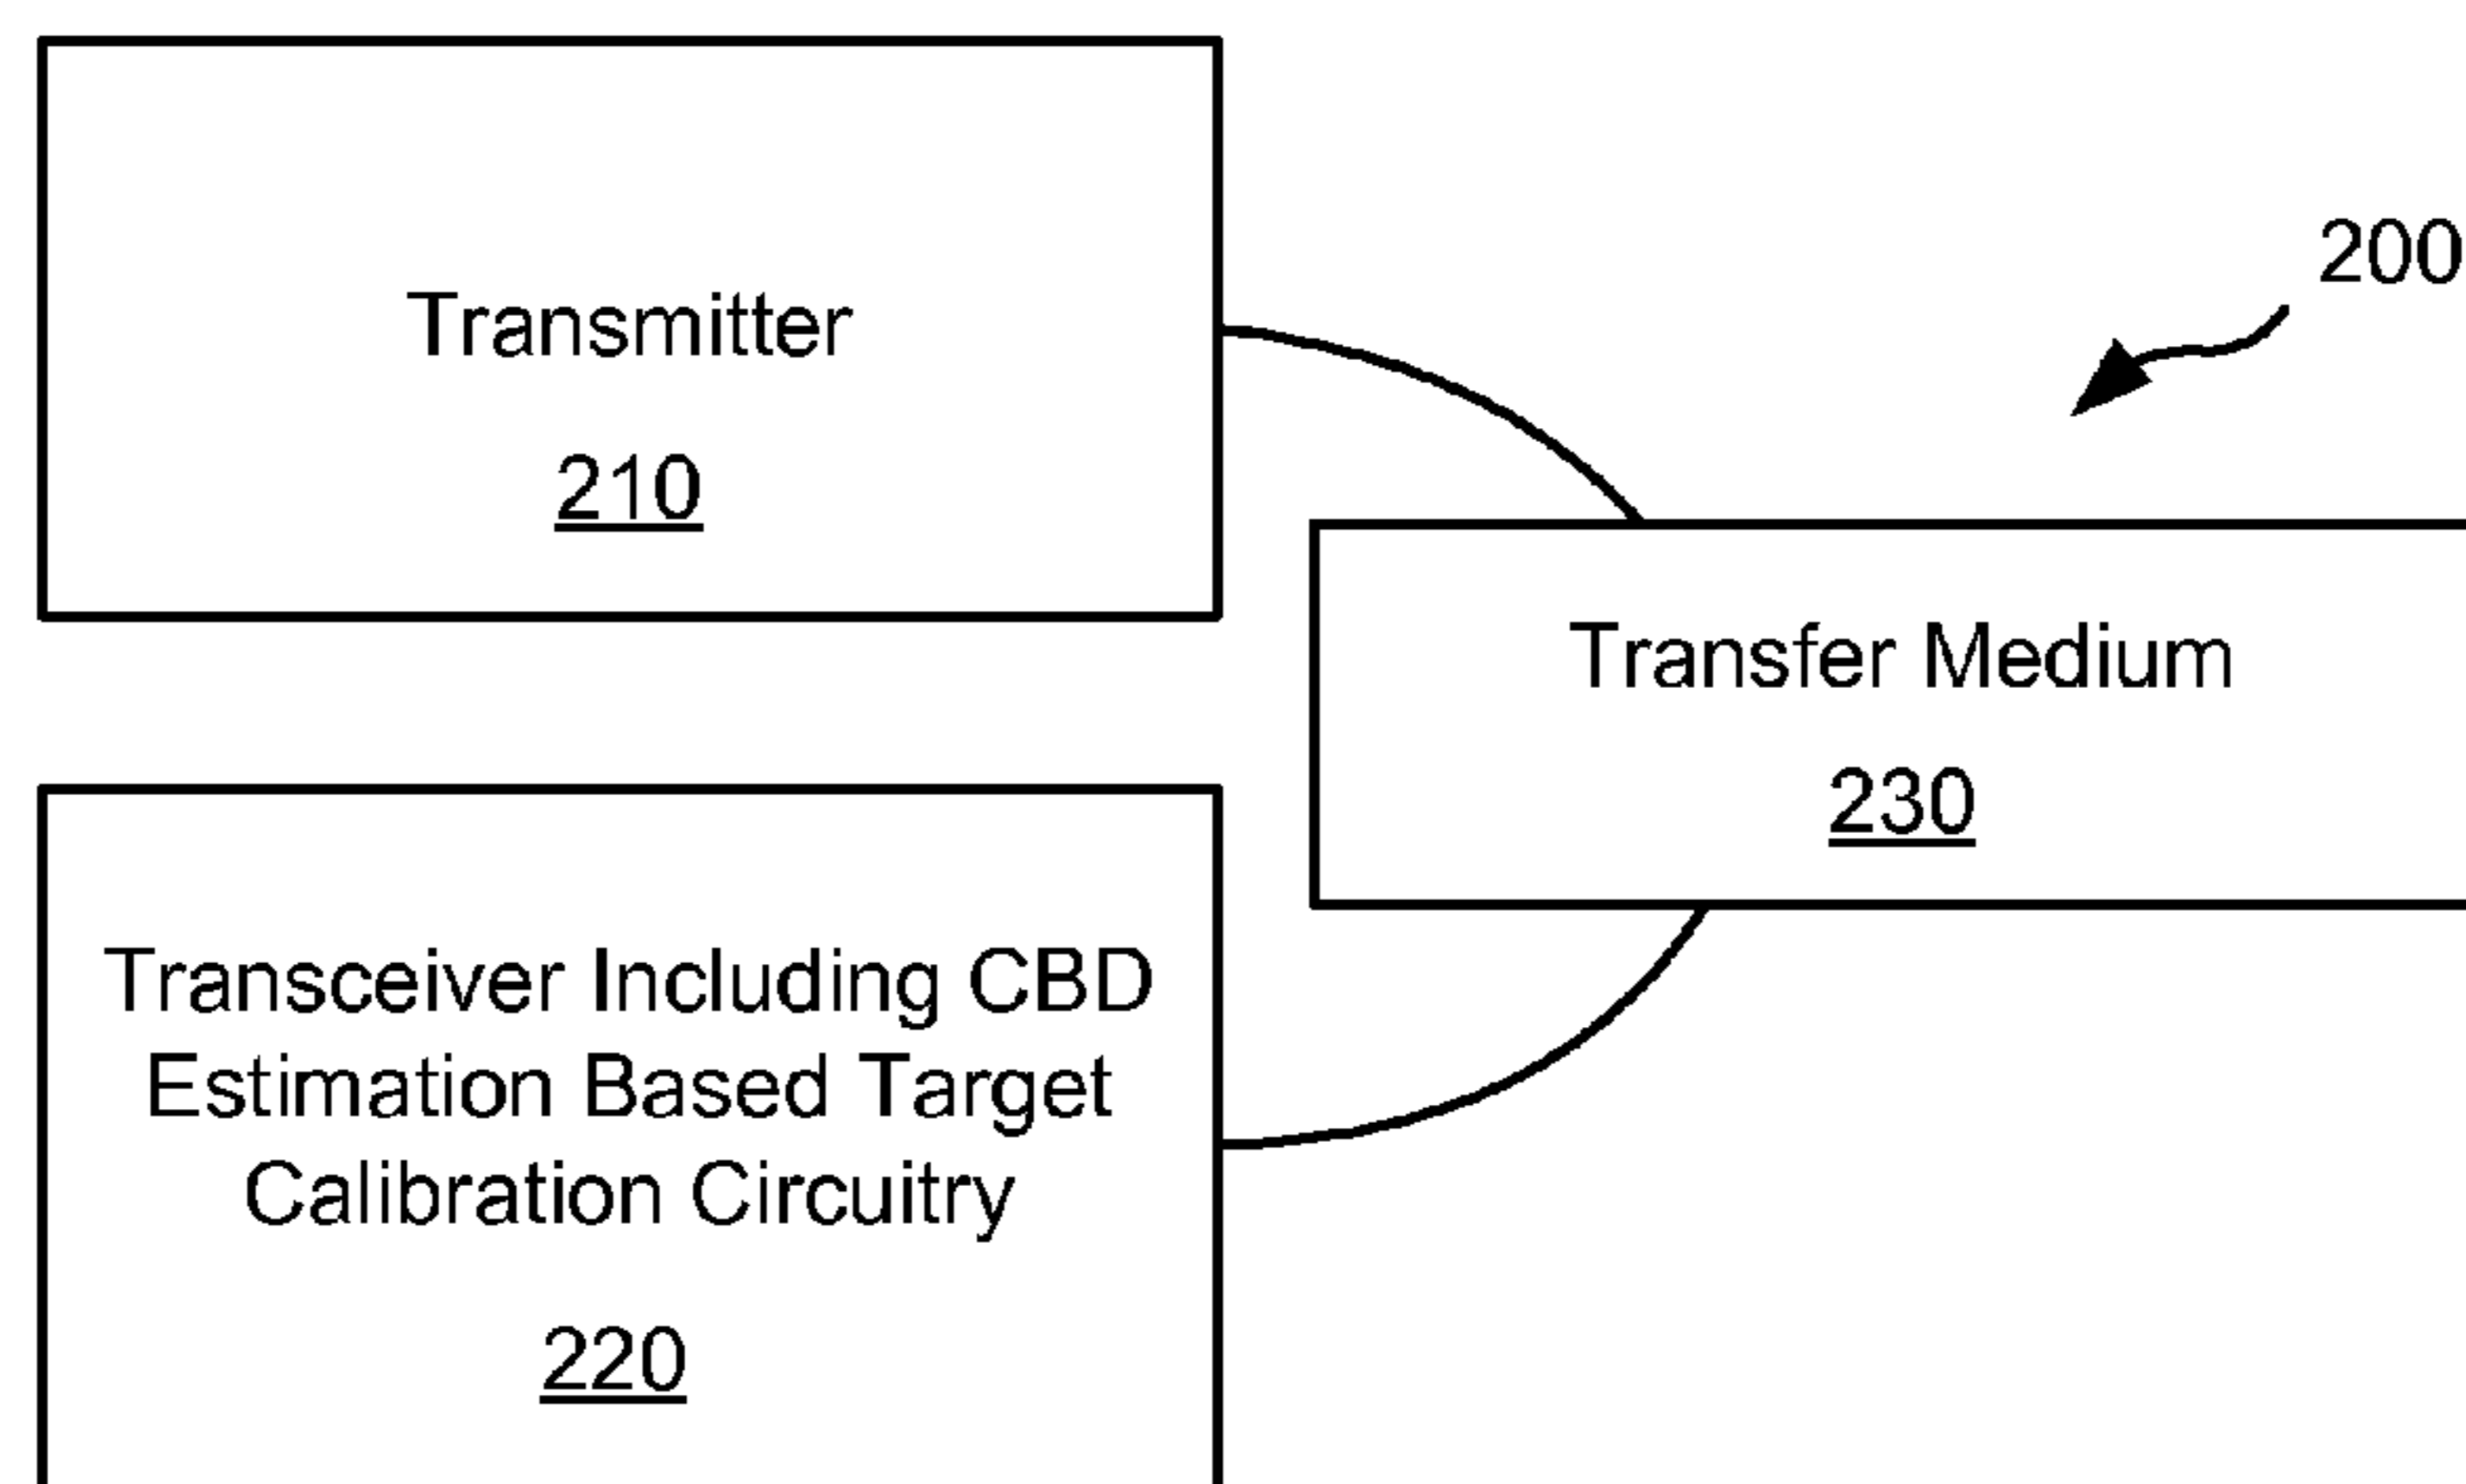 Transmitter
210
200
Transfer Medium
230
Transceiver Including CBD
Estimation Based Target
Calibration Circuitry
220